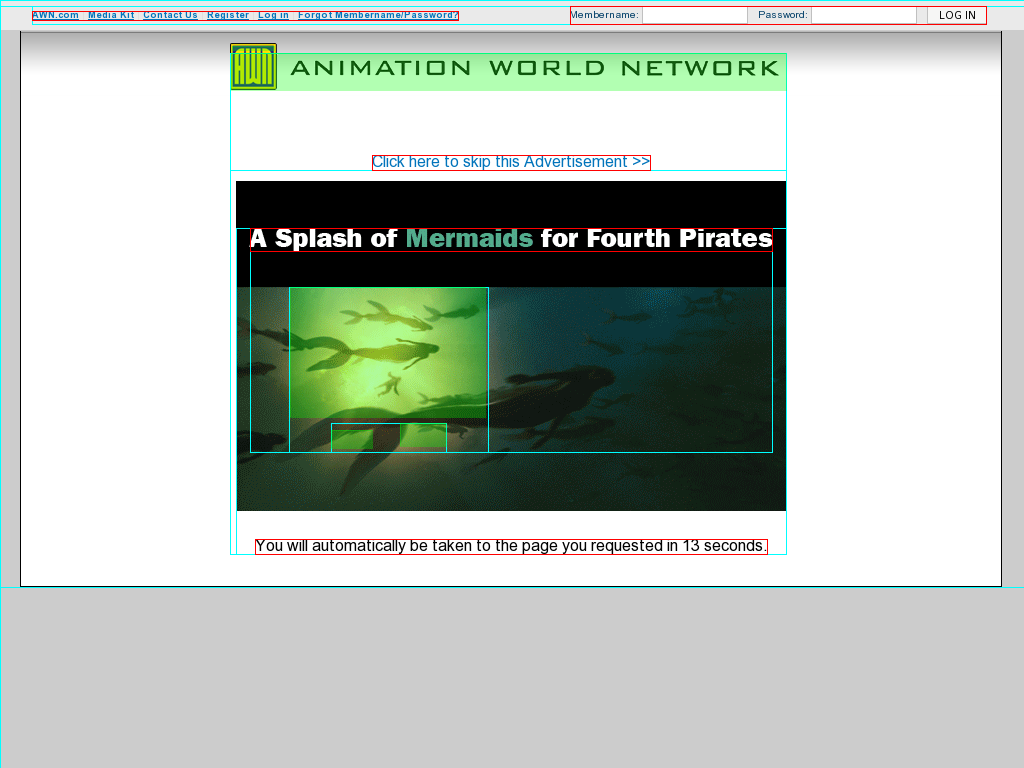 AWN.com Media Kit Contact Us Register Log in Forgot Membername/Password? Membername: Password: LOG IN
AWN ANIMATION WORLD NETWORK
Click here to skip this Advertisement >>
A Splash of Mermaids for Fourth Pirates
You will automatically be taken to the page you requested in 13 seconds.